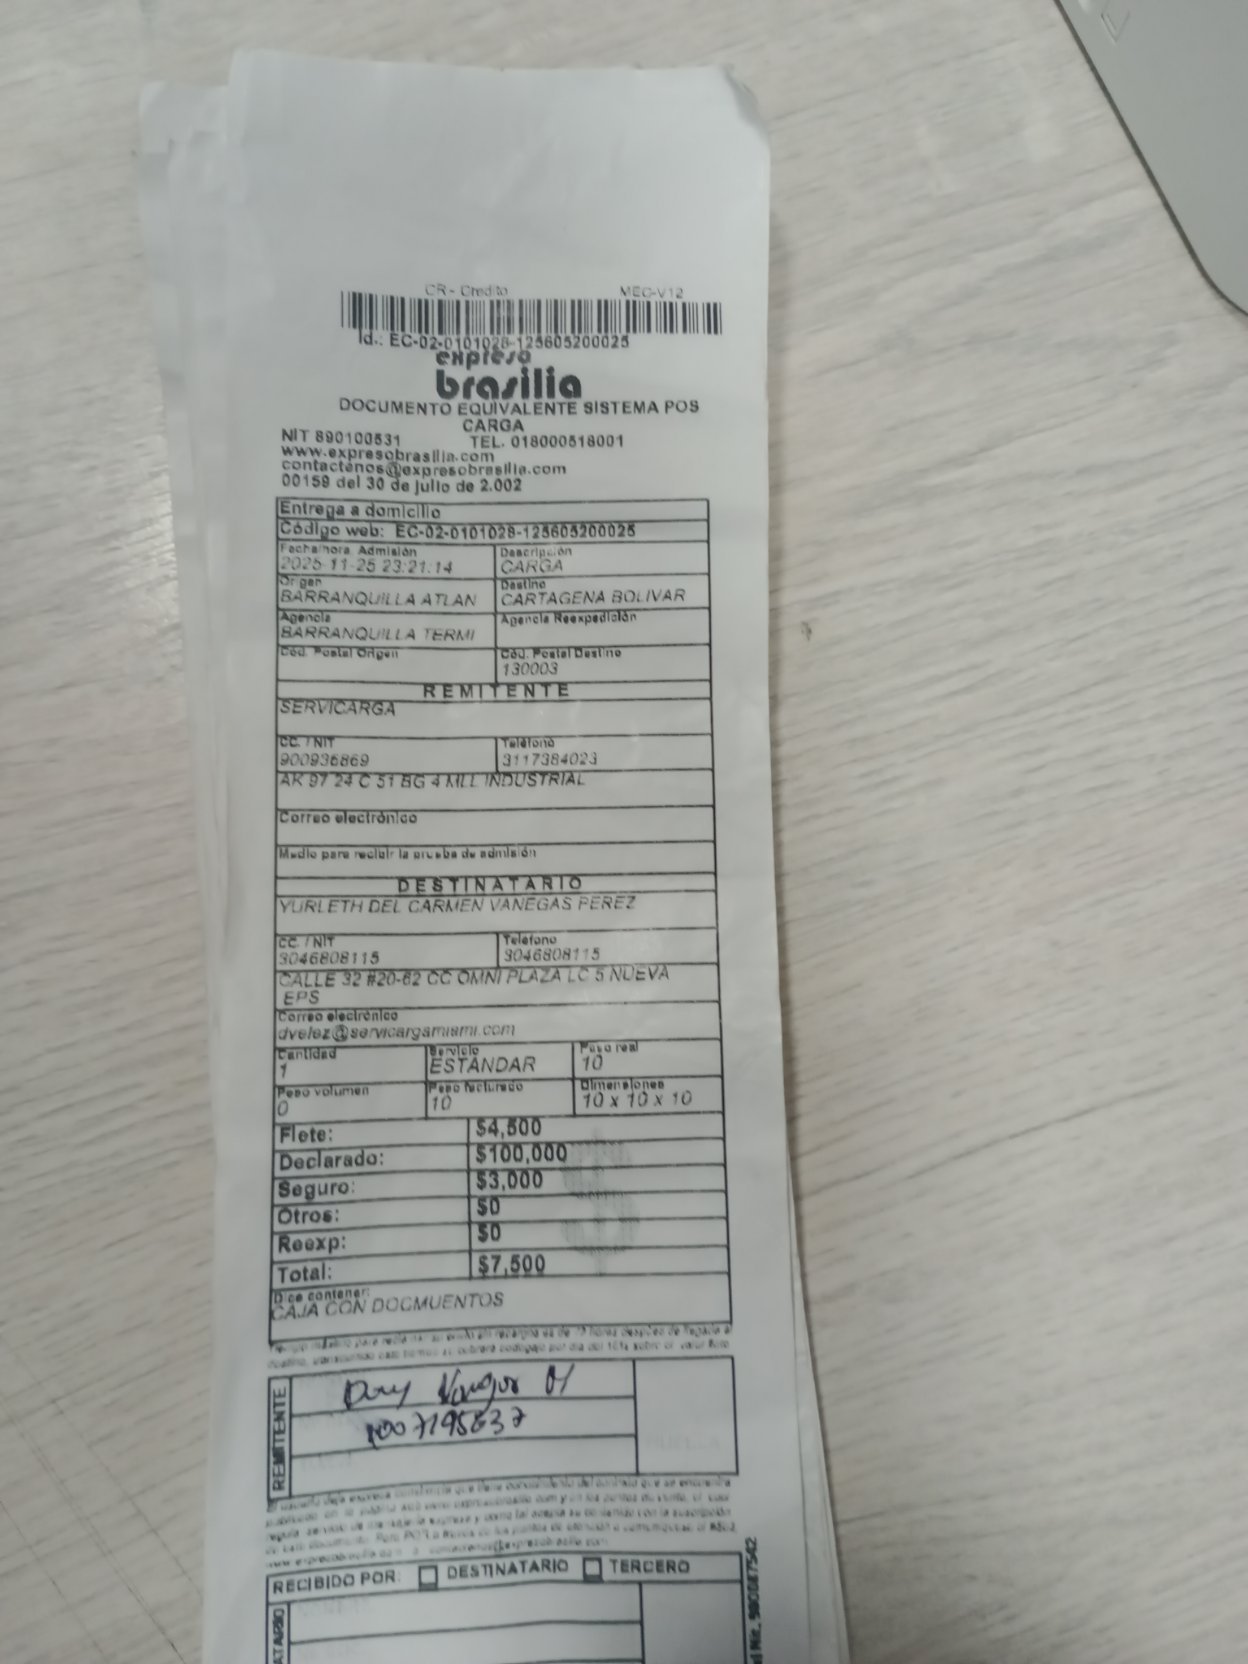 CR - Credito MEC-V12
Id.: EC-02-0101028-125605200025
expreso
brasilia
DOCUMENTO EQUIVALENTE SISTEMA POS
CARGA
NIT 890100531 TEL. 018000518001
www.expresobrasilia.com
contactenos@expresobrasilia.com
00159 del 30 de julio de 2.002
Entrega a domicilio
Código web: EC-02-0101028-125605200025
Fecha/hora Admisión Descripción
2025-11-25 23:21:14 CARGA
Origen Destino
BARRANQUILLA ATLAN CARTAGENA BOLIVAR
Agencia Agencia Reexpedición
BARRANQUILLA TERMI
Cód. Postal Origen Cód. Postal Destino
130003
REMITENTE
SERVICARGA
CC. / NIT Teléfono
900936869 3117384023
AK 97 24 C 51 BG 4 MLL INDUSTRIAL
Correo electrónico
Medio para recibir la prueba de admisión
DESTINATARIO
YURLETH DEL CARMEN VANEGAS PEREZ
CC. / NIT Teléfono
3046808115 3046808115
CALLE 32 #20-62 CC OMNI PLAZA LC 5 NUEVA
EPS
Correo electrónico
dvelez@servicargamiami.com
Cantidad Servicio Peso real
1 ESTANDAR 10
Peso volumen Peso facturado Dimensiones
0 10 10 x 10 x 10
Flete: $4,500
Declarado: $100,000
Seguro: $3,000
Otros: $0
Reexp: $0
Total: $7,500
Dice contener:
CAJA CON DOCMUENTOS
REMITENTE
1007195637
RECIBIDO POR: DESTINATARIO TERCERO